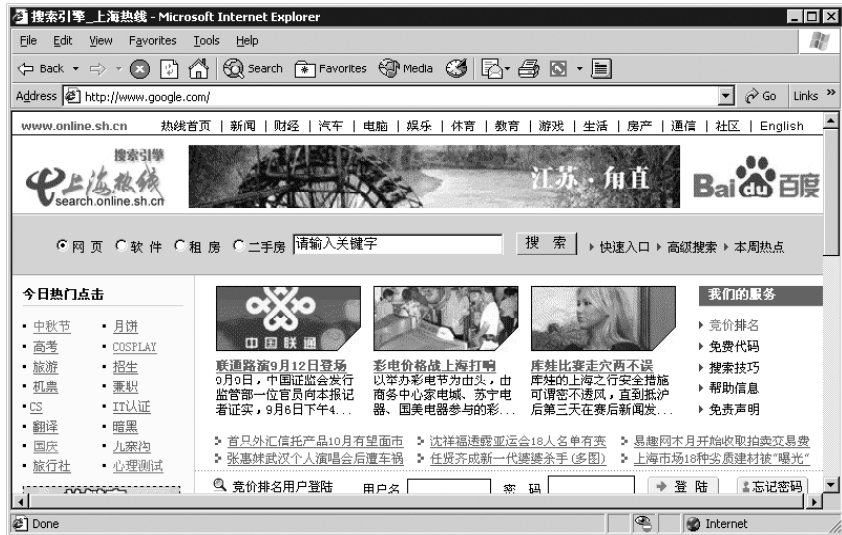 搜索引擎_上海热线 - Microsoft Internet Explorer
File Edit View Favorites Tools Help
Back Search Favorites Media
Address http://www.google.com/ Go Links »
www.online.sh.cn 热线首页 | 新闻 | 财经 | 汽车 | 电脑 | 娱乐 | 体育 | 教育 | 游戏 | 生活 | 房产 | 通信 | 社区 | English
搜索引擎
上海热线
search.online.sh.cn
江苏·甪直
Bai du 百度
网 页 软 件 租 房 二手房 请输入关键字 搜 索 快速入口 高级搜索 本周热点
今日热门点击
中秋节 月饼
高考 COSPLAY
旅游 招生
机票 兼职
CS IT认证
翻译 暗黑
国庆 九寨沟
旅行社 心理测试
中国联通
联通路演9月12日登场
9月9日，中国证监会发行
监管部一位官员向本报记
者证实，9月6日下午4...
彩电价格战上海打响
以举办彩电节为由头，由
商务中心家电城、苏宁电
器、国美电器参与的彩...
库娃比赛走穴两不误
库娃的上海之行安全措施
可谓密不透风，直到抵沪
后第三天在赛后新闻发...
我们的服务
竞价排名
免费代码
搜索技巧
帮助信息
免责声明
首只外汇信托产品10月有望面市 沈祥福透露亚运会18人名单有变 易趣网本月开始收取拍卖交易费
张惠妹武汉个人演唱会后遭车祸 任贤齐成新一代婆婆杀手(多图) 上海市场18种劣质建材被"曝光"
竞价排名用户登陆 用户名 密 码 登 陆 忘记密码
Done Internet